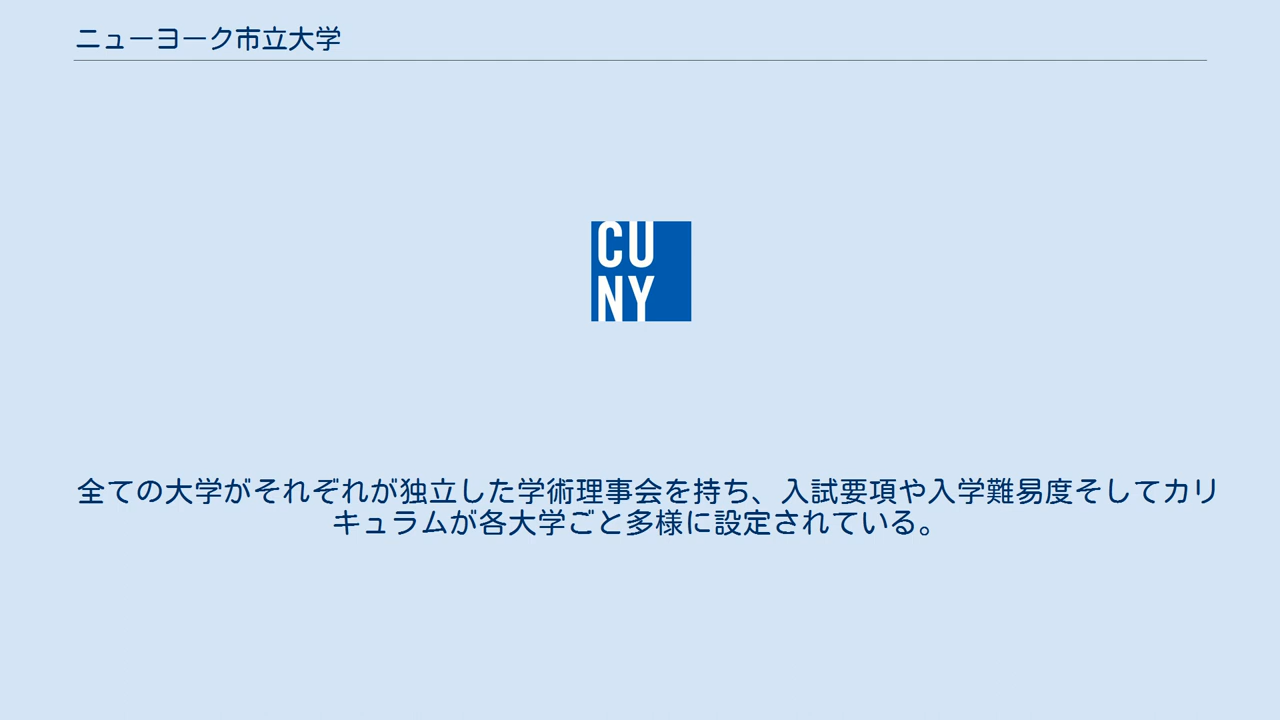 ニューヨーク市立大学
CU
NY
全ての大学がそれぞれが独立した学術理事会を持ち、入試要項や入学難易度そしてカリ
キュラムが各大学ごと多様に設定されている。